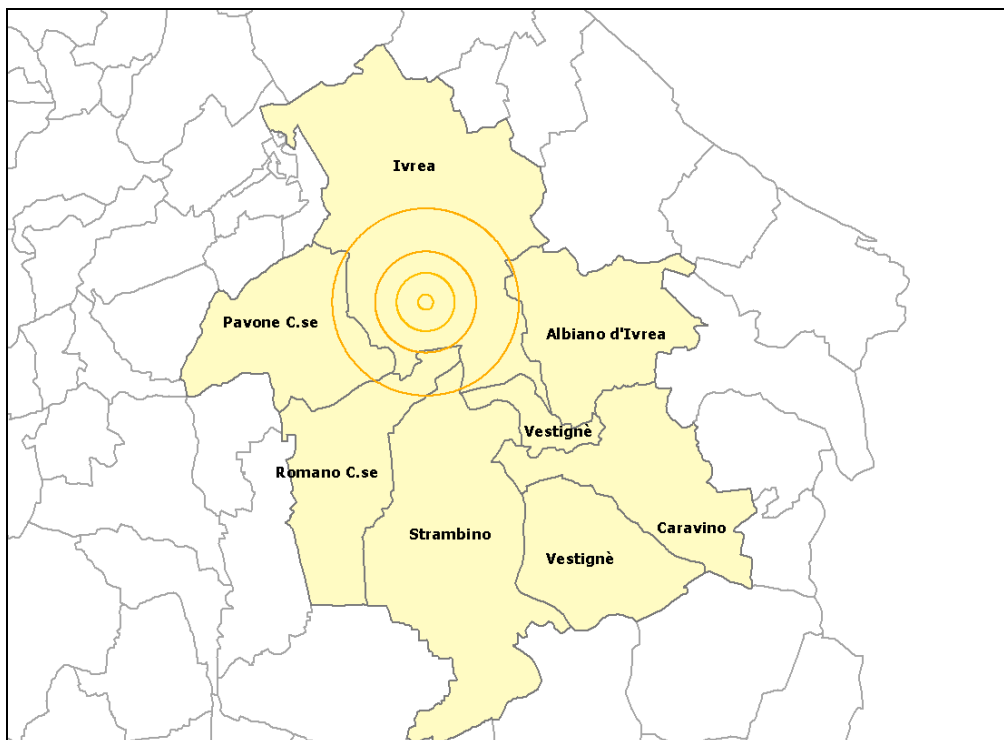 Ivrea
Pavone C.se
Albiano d'Ivrea
Vestignè
Romano C.se
Strambino
Caravino
Vestignè